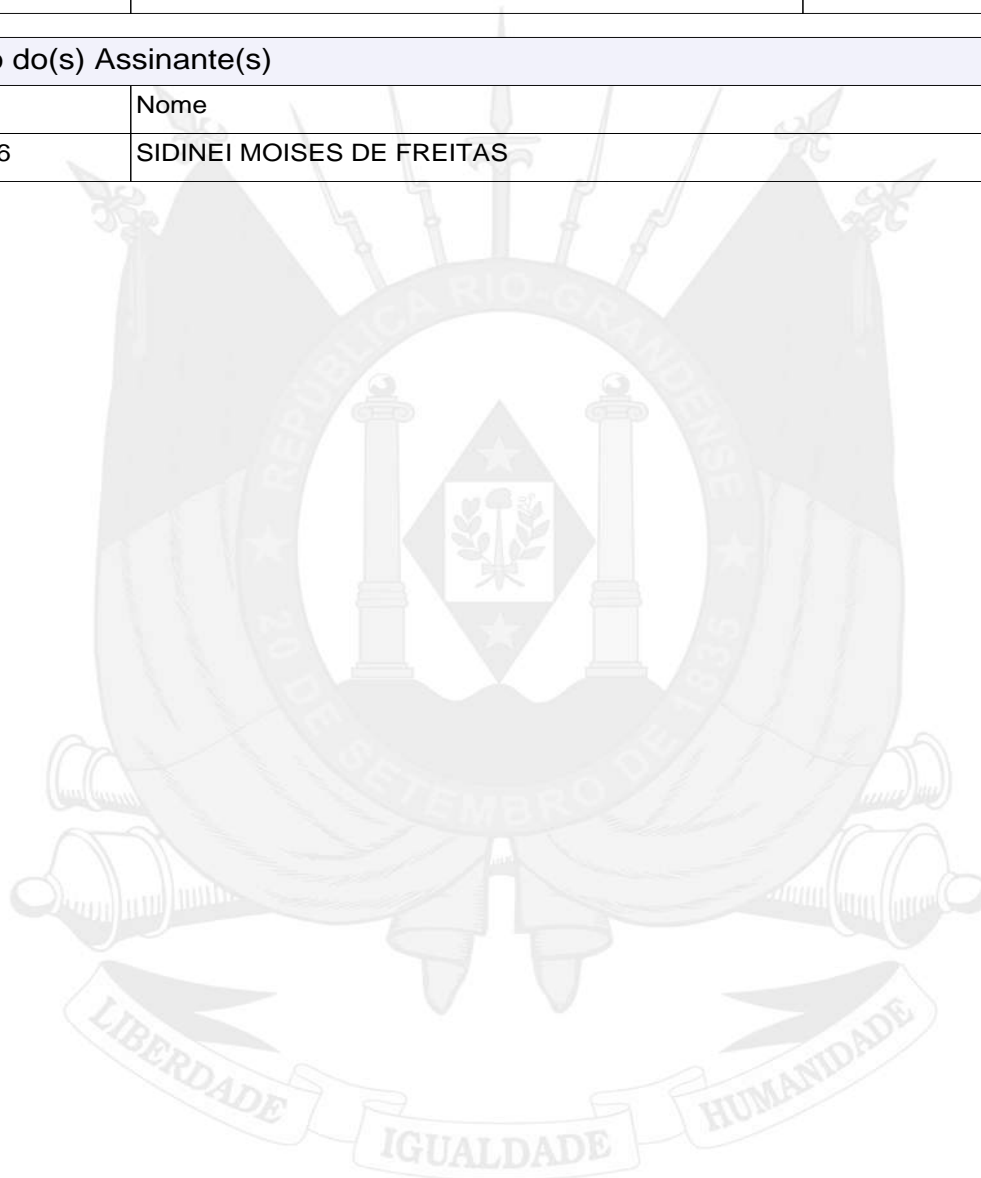 o do(s) Assinante(s)
Nome
6 SIDINEI MOISES DE FREITAS
REPÚBLICA RIO-GRANDENSE
20 DE SETEMBRO DE 1835
LIBERDADE IGUALDADE HUMANIDADE